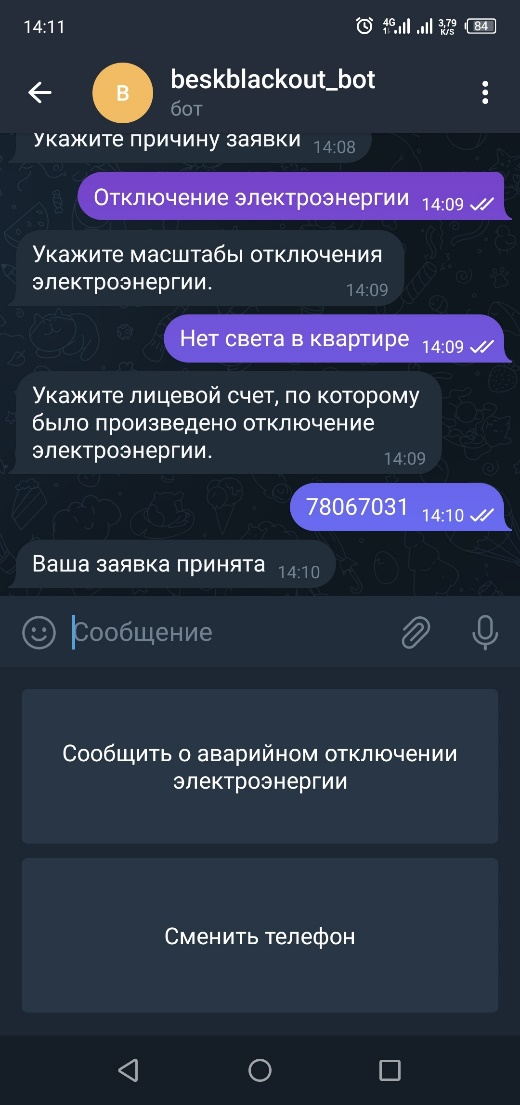 14:11
4G
3,79
K/S
84
B
beskblackout_bot
бот
Укажите причину заявки 14:08
Отключение электроэнергии 14:09
Укажите масштабы отключения
электроэнергии. 14:09
Нет света в квартире 14:09
Укажите лицевой счет, по которому
было произведено отключение
электроэнергии. 14:09
78067031 14:10
Ваша заявка принята 14:10
Сообщение
Сообщить о аварийном отключении
электроэнергии
Сменить телефон